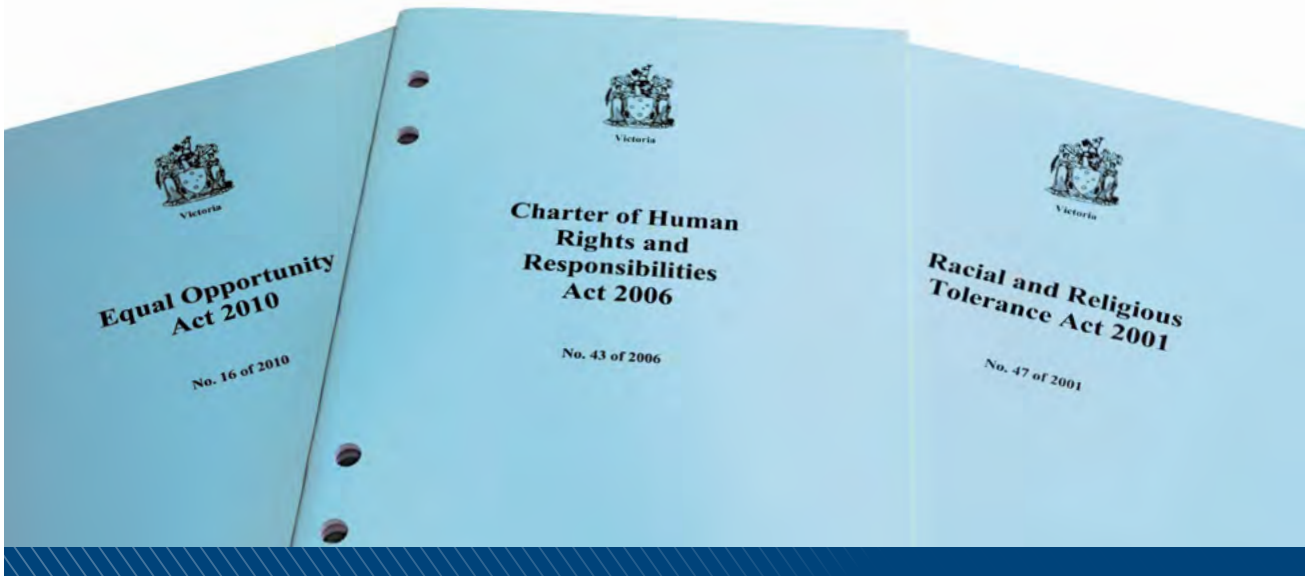 Victoria
Equal Opportunity
Act 2010
No. 16 of 2010
Victoria
Charter of Human
Rights and
Responsibilities
Act 2006
No. 43 of 2006
Victoria
Racial and Religious
Tolerance Act 2001
No. 47 of 2001